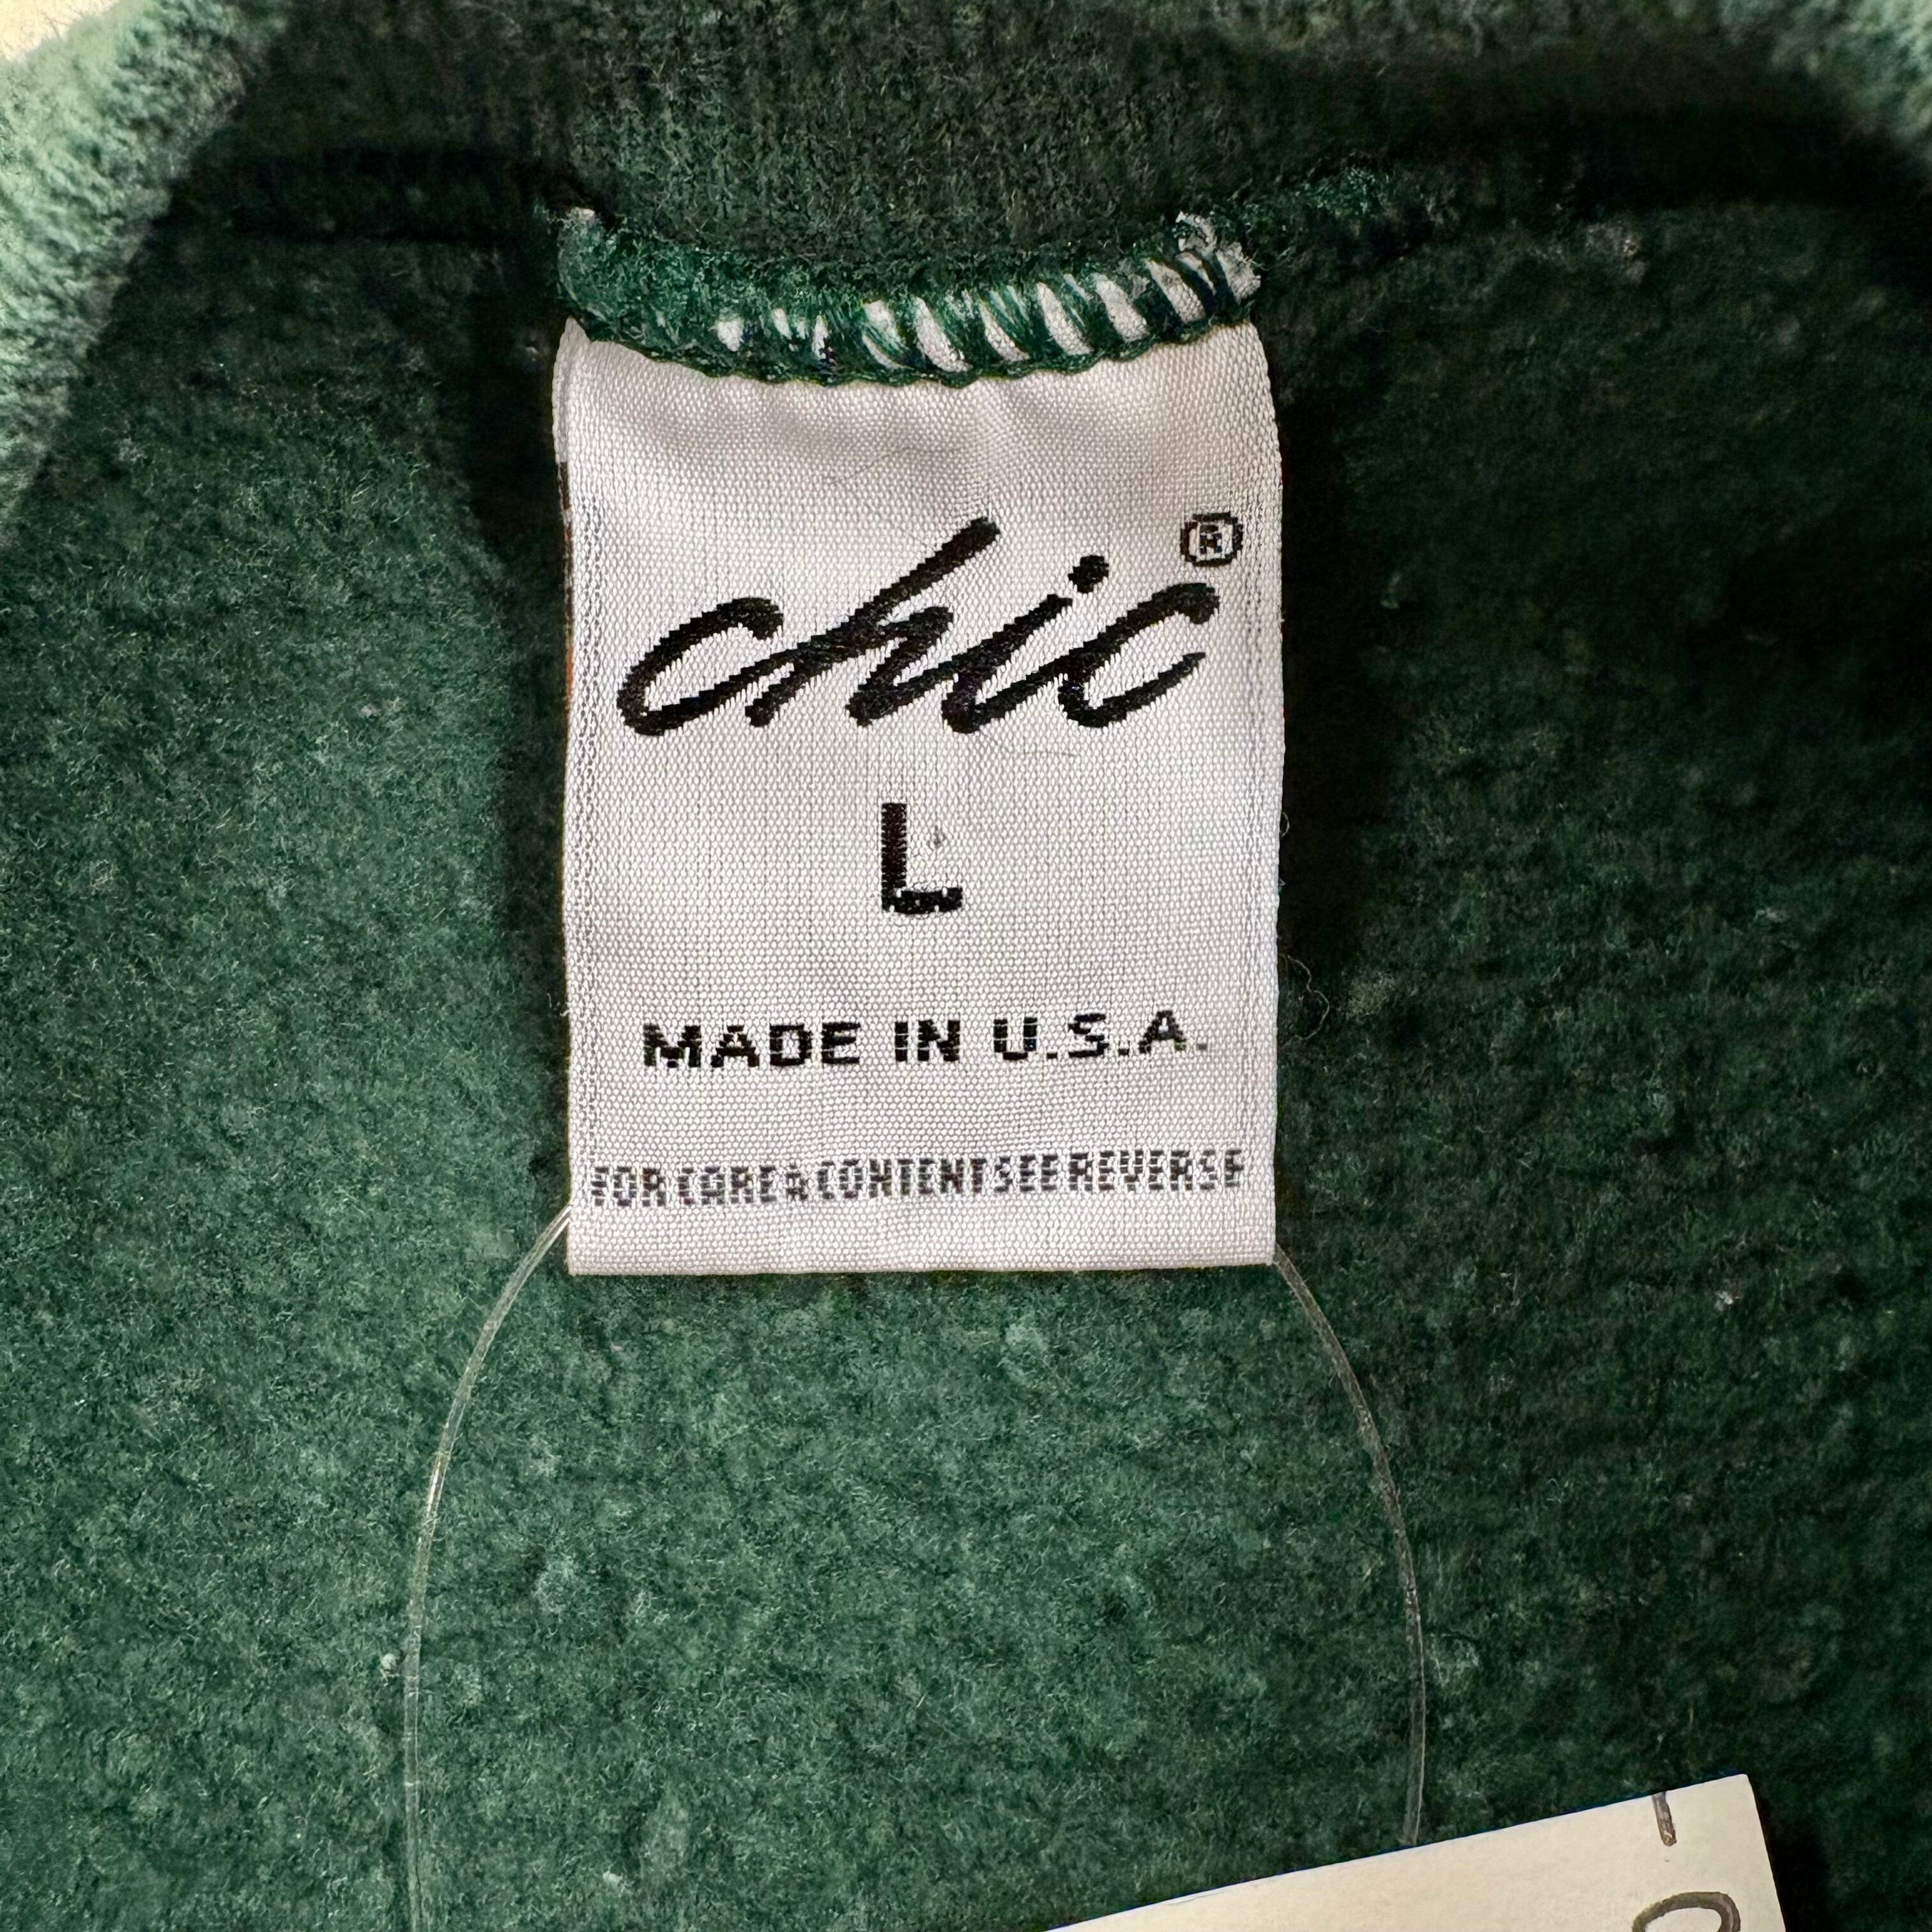 chic®
L
MADE IN U.S.A.
FOR CARE & CONTENT SEE REVERSE